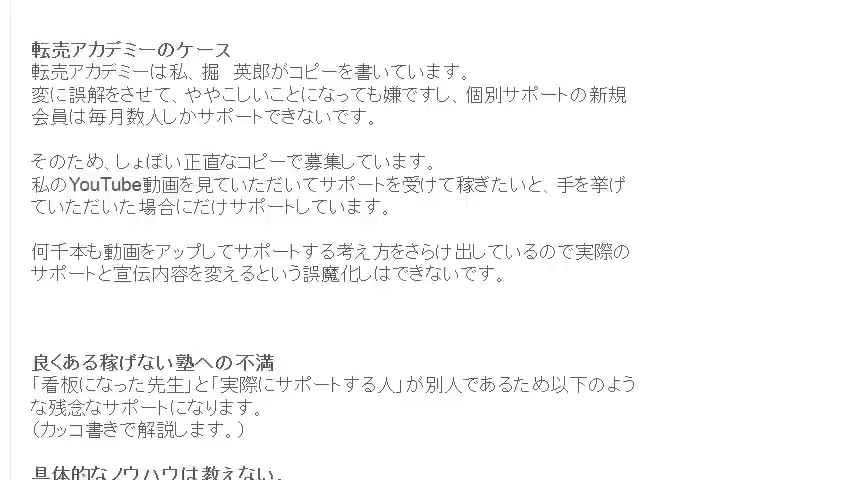 転売アカデミーのケース
転売アカデミーは私、掘　英郎がコピーを書いています。
変に誤解をさせて、ややこしいことになっても嫌ですし、個別サポートの新規
会員は毎月数人しかサポートできないです。
そのため、しょぼい正直なコピーで募集しています。
私のYouTube動画を見ていただいてサポートを受けて稼ぎたいと、手を挙げ
ていただいた場合にだけサポートしています。
何千本も動画をアップしてサポートする考え方をさらけ出しているので実際の
サポートと宣伝内容を変えるという誤魔化しはできないです。
良くある稼げない塾への不満
「看板になった先生」と「実際にサポートする人」が別人であるため以下のよう
な残念なサポートになります。
（カッコ書きで解説します。）
具体的なノウハウは教えない。